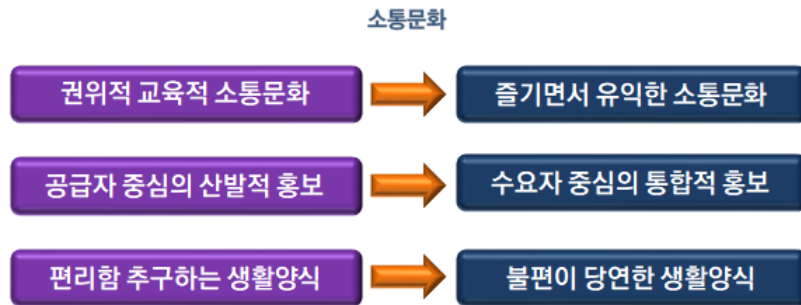 소통문화
권위적 교육적 소통문화
즐기면서 유익한 소통문화
공급자 중심의 산발적 홍보
수요자 중심의 통합적 홍보
편리함 추구하는 생활양식
불편이 당연한 생활양식